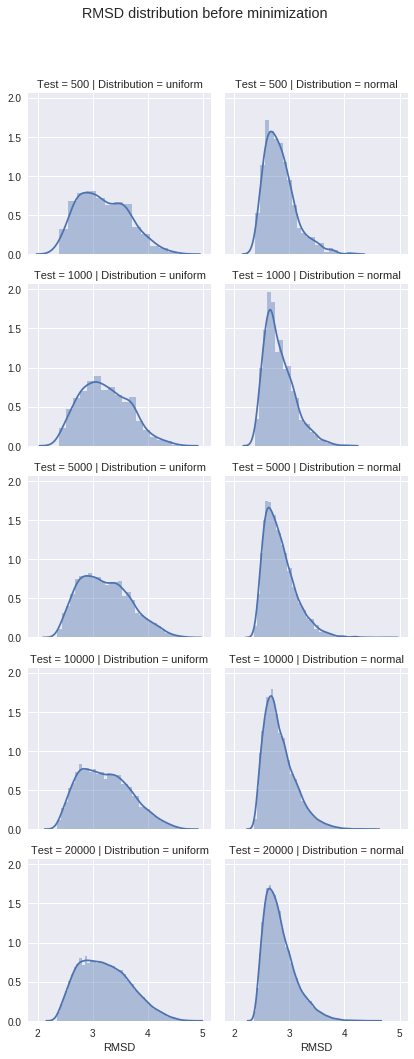 RMSD distribution before minimization
Test = 500 | Distribution = uniform
Test = 500 | Distribution = normal
2.0
1.5
1.0
0.5
0.0
Test = 1000 | Distribution = uniform
Test = 1000 | Distribution = normal
2.0
1.5
1.0
0.5
0.0
Test = 5000 | Distribution = uniform
Test = 5000 | Distribution = normal
2.0
1.5
1.0
0.5
0.0
Test = 10000 | Distribution = uniform
Test = 10000 | Distribution = normal
2.0
1.5
1.0
0.5
0.0
Test = 20000 | Distribution = uniform
Test = 20000 | Distribution = normal
2.0
1.5
1.0
0.5
0.0
2 3 4 5
2 3 4 5
RMSD
RMSD